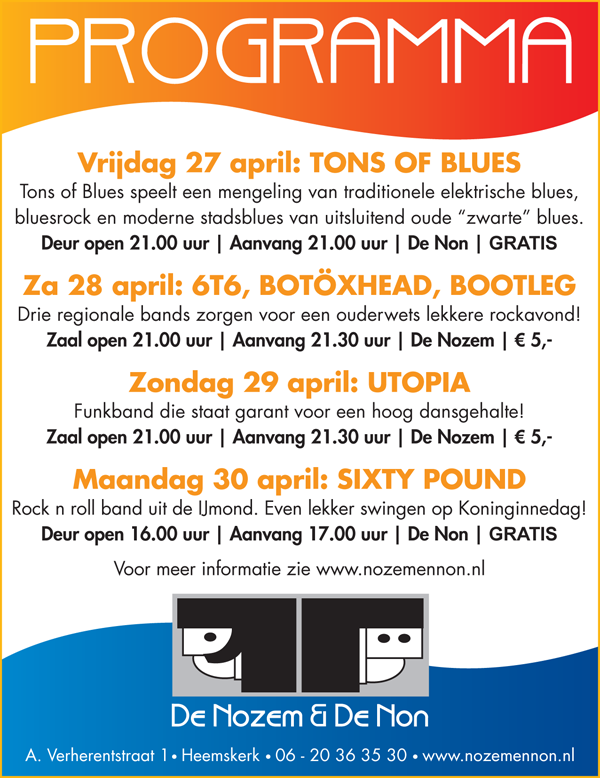 PROGRAMMA
Vrijdag 27 april: TONS OF BLUES
Tons of Blues speelt een mengeling van traditionele elektrische blues,
bluesrock en moderne stadsblues van uitsluitend oude “zwarte” blues.
Deur open 21.00 uur | Aanvang 21.00 uur | De Non | GRATIS
Za 28 april: 6T6, BOTÖXHEAD, BOOTLEG
Drie regionale bands zorgen voor een ouderwets lekkere rockavond!
Zaal open 21.00 uur | Aanvang 21.30 uur | De Nozem | € 5,-
Zondag 29 april: UTOPIA
Funkband die staat garant voor een hoog dansgehalte!
Zaal open 21.00 uur | Aanvang 21.30 uur | De Nozem | € 5,-
Maandag 30 april: SIXTY POUND
Rock n roll band uit de IJmond. Even lekker swingen op Koninginnedag!
Deur open 16.00 uur | Aanvang 17.00 uur | De Non | GRATIS
Voor meer informatie zie www.nozemennon.nl
De Nozem & De Non
A. Verherentstraat 1 • Heemskerk • 06 - 20 36 35 30 • www.nozemennon.nl